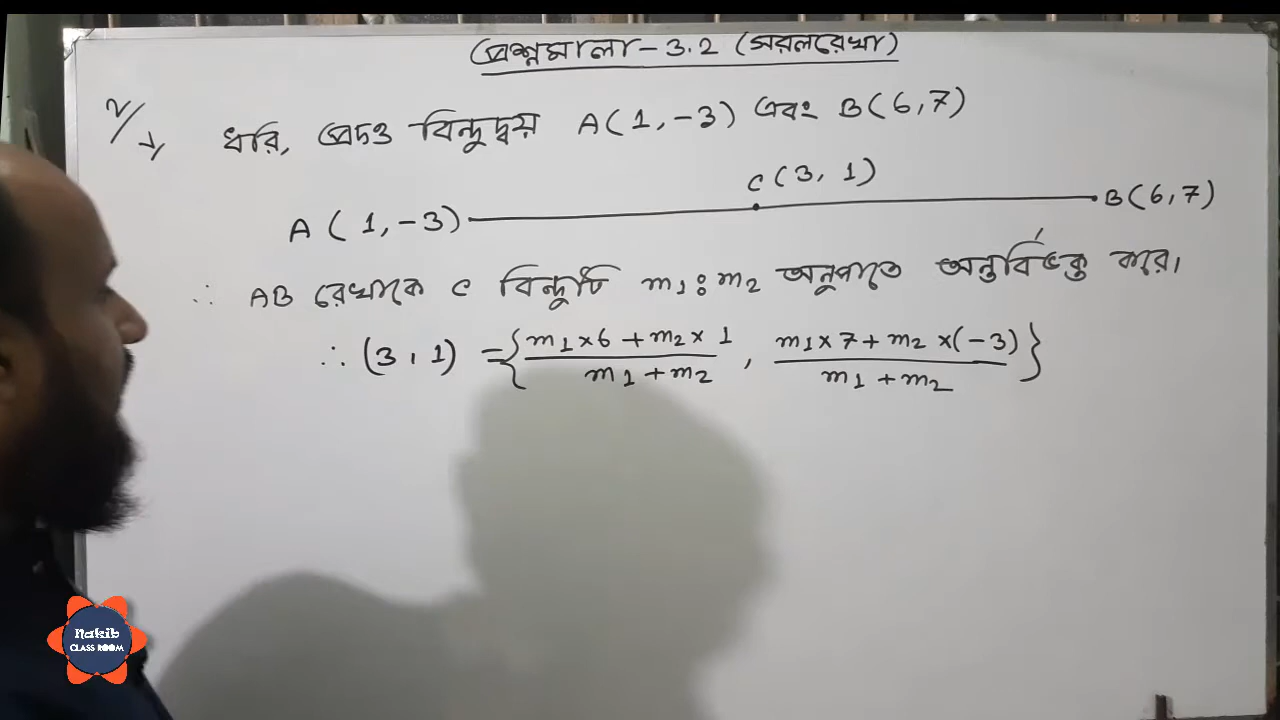 প্রশ্নমালা-3.2 (সরলরেখা)
ধরি, প্রদত্ত বিন্দুদ্বয় A(1,-3) এবং B(6,7)
C(3, 1)
A(1,-3) B(6,7)
∴ AB রেখাকে C বিন্দুটি m₁:m₂ অনুপাতে অন্তর্বিভক্ত করে।
∴ (3, 1) = {(m₁×6+m₂×1)/(m₁+m₂), (m₁×7+m₂×(-3))/(m₁+m₂)}
Nakib
CLASS ROOM